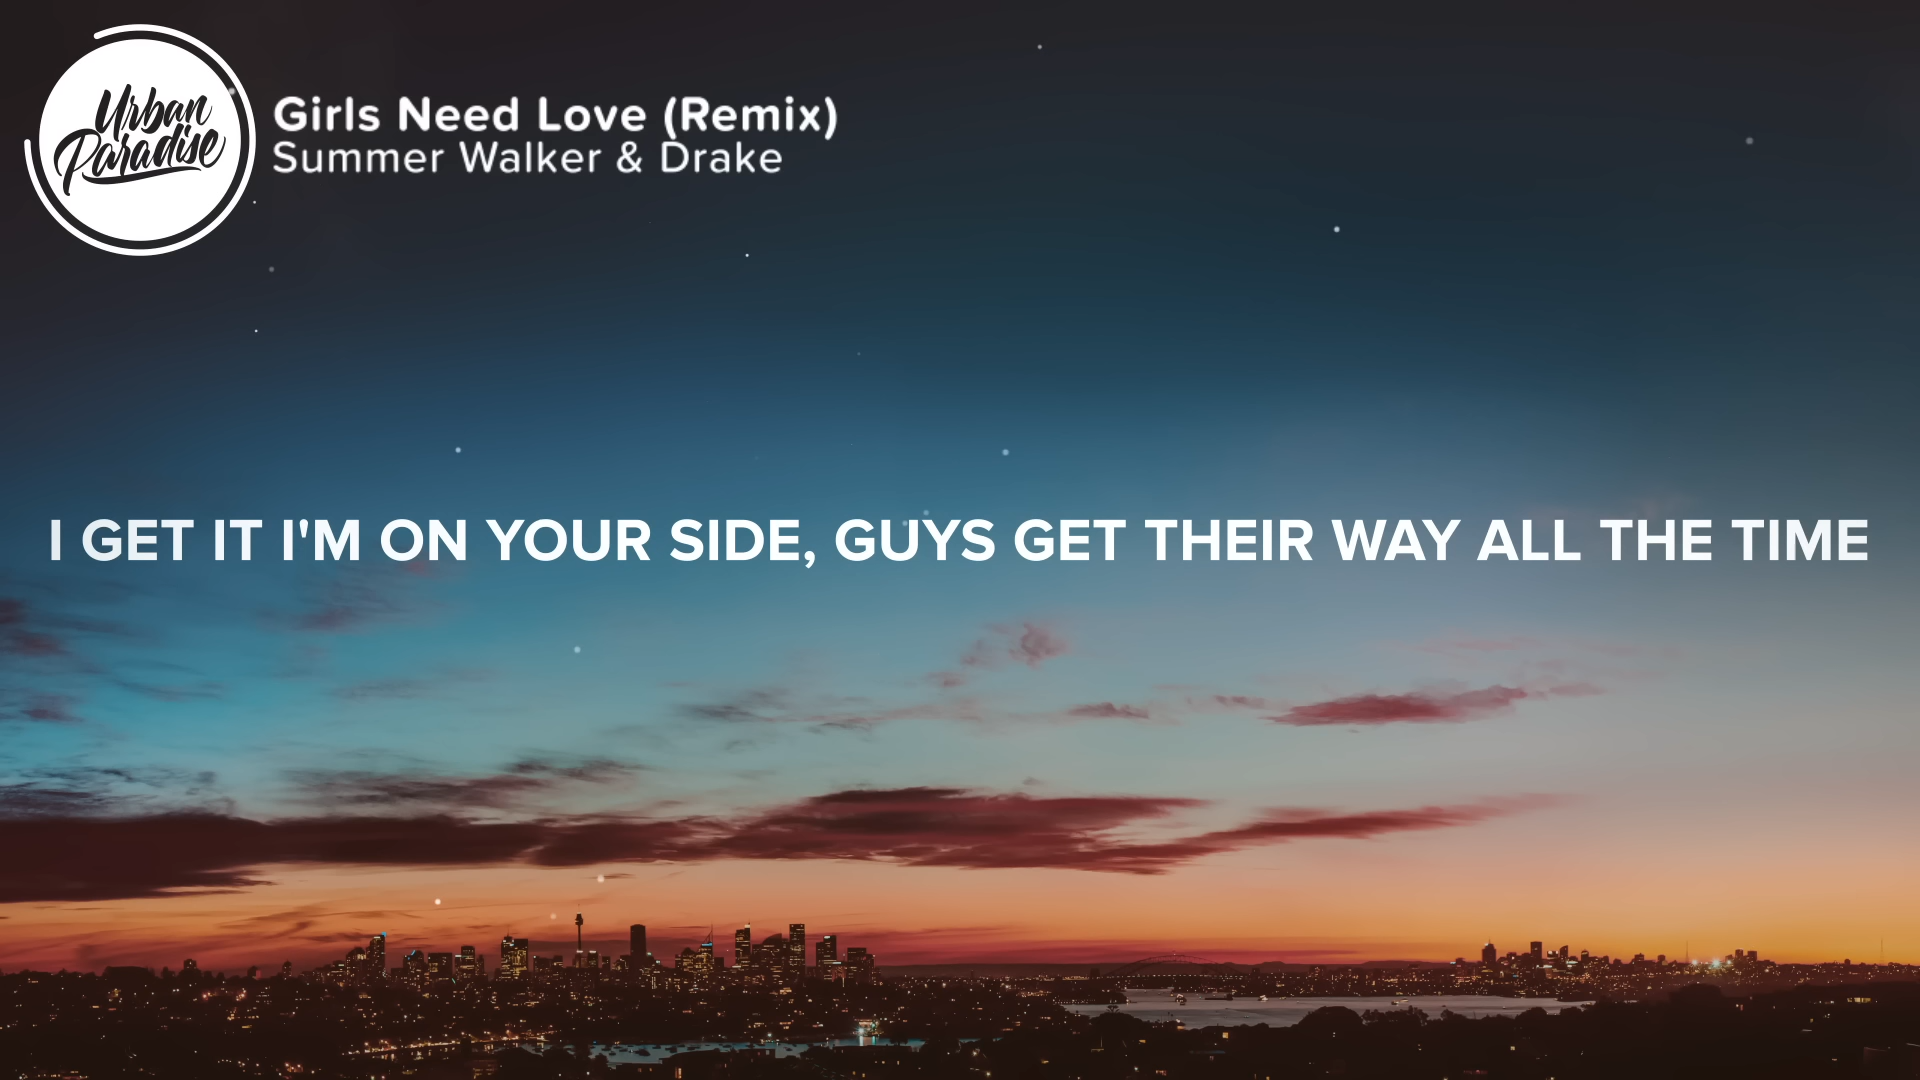 Urban
Paradise
Girls Need Love (Remix)
Summer Walker & Drake
I GET IT I'M ON YOUR SIDE, GUYS GET THEIR WAY ALL THE TIME